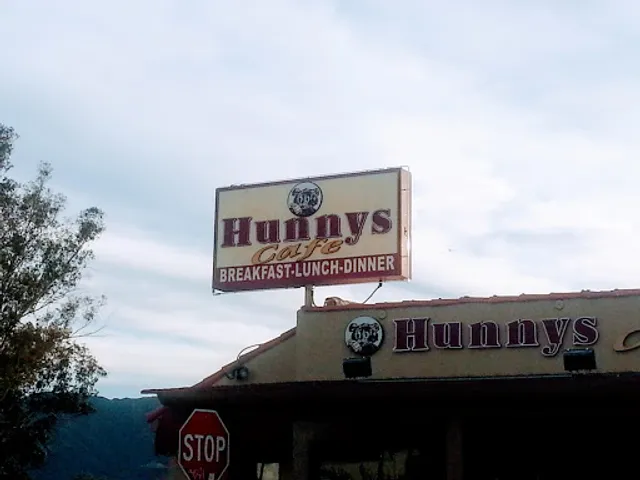 Hunnys
Cafe
BREAKFAST-LUNCH-DINNER
Hunnys
STOP